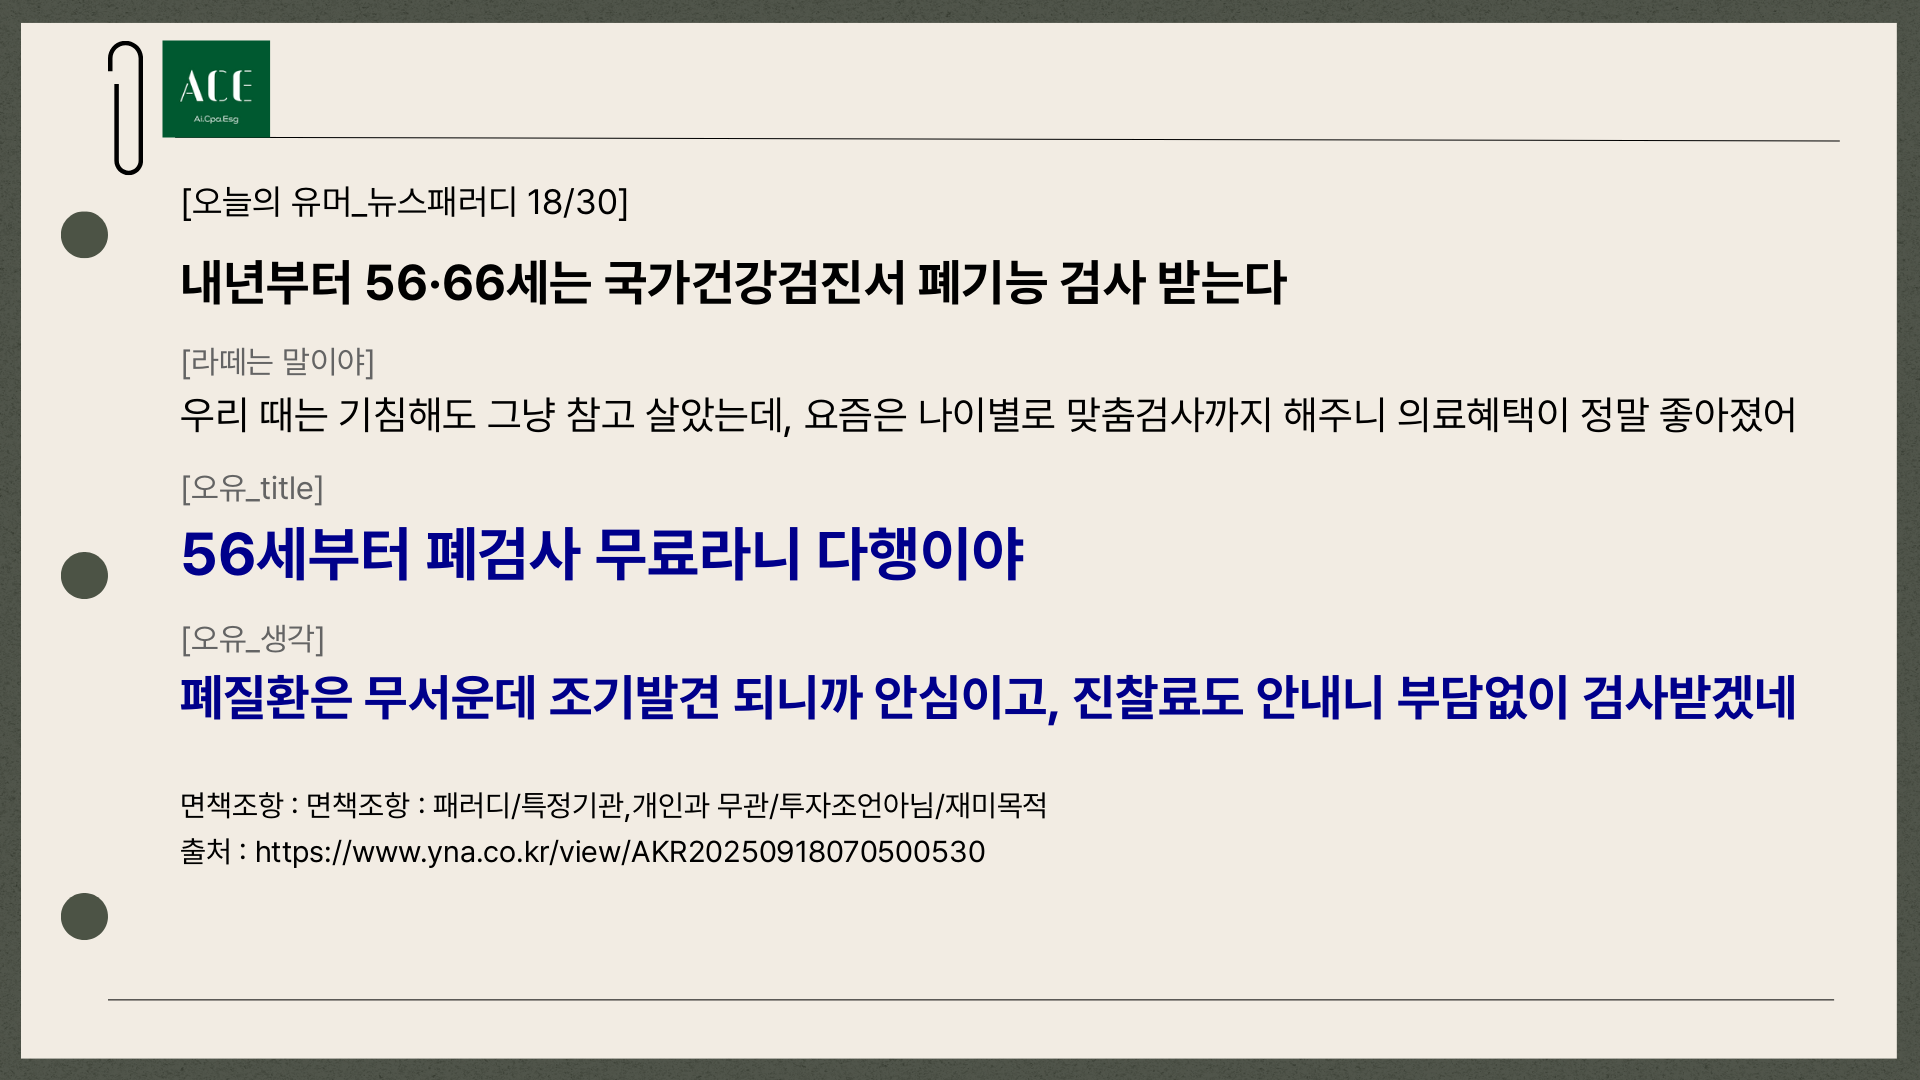 ACE
Ai.Cpa.Esg
[오늘의 유머_뉴스패러디 18/30]
내년부터 56·66세는 국가건강검진서 폐기능 검사 받는다
[라떼는 말이야]
우리 때는 기침해도 그냥 참고 살았는데, 요즘은 나이별로 맞춤검사까지 해주니 의료혜택이 정말 좋아졌어
[오유_title]
56세부터 폐검사 무료라니 다행이야
[오유_생각]
폐질환은 무서운데 조기발견 되니까 안심이고, 진찰료도 안내니 부담없이 검사받겠네
면책조항 : 면책조항 : 패러디/특정기관,개인과 무관/투자조언아님/재미목적
출처 : https://www.yna.co.kr/view/AKR20250918070500530